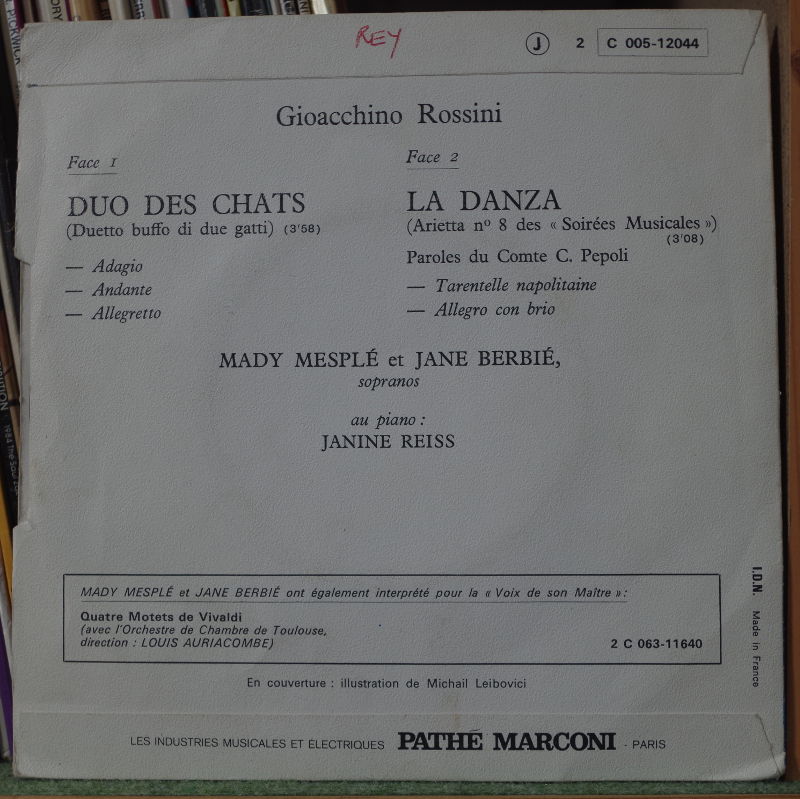 REY
J 2 C 005-12044
Gioacchino Rossini
Face 1
DUO DES CHATS
(Duetto buffo di due gatti) (3'58)
— Adagio
— Andante
— Allegretto
Face 2
LA DANZA
(Arietta nº 8 des « Soirées Musicales »)
(3'08)
Paroles du Comte C. Pepoli
— Tarentelle napolitaine
— Allegro con brio
MADY MESPLÉ et JANE BERBIÉ,
sopranos
au piano :
JANINE REISS
MADY MESPLÉ et JANE BERBIÉ ont également interprété pour la « Voix de son Maître » :
Quatre Motets de Vivaldi
(avec l'Orchestre de Chambre de Toulouse,
direction : LOUIS AURIACOMBE) 2 C 063-11640
En couverture : illustration de Michail Leibovici
LES INDUSTRIES MUSICALES ET ÉLECTRIQUES PATHÉ MARCONI - PARIS
I.D.N. Made in France
PICKWICK
1984